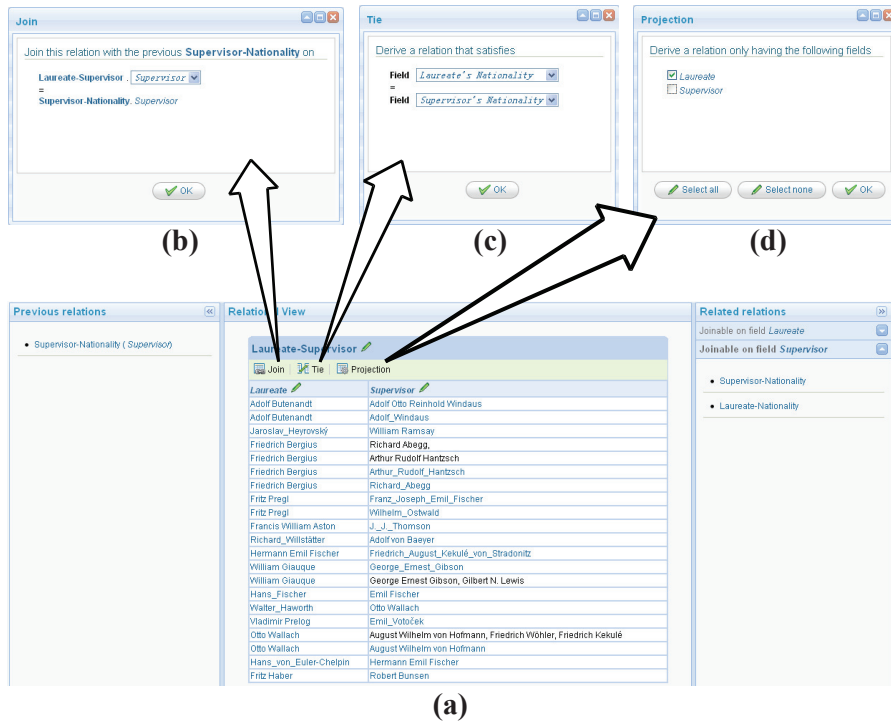 Join
Join this relation with the previous Supervisor-Nationality on
Laureate-Supervisor . Supervisor
=
Supervisor-Nationality. Supervisor
OK
(b)
Tie
Derive a relation that satisfies
Field Laureate's Nationality
=
Field Supervisor's Nationality
OK
(c)
Projection
Derive a relation only having the following fields
Laureate
Supervisor
Select all Select none OK
(d)
Previous relations
Supervisor-Nationality ( Supervisor)
View
Laureate-Supervisor
Join Tie Projection
Laureate Supervisor
Adolf Butenandt Adolf Otto Reinhold Windaus
Adolf Butenandt Adolf_Windaus
Jaroslav_Heyrovský William Ramsay
Friedrich Bergius Richard Abegg,
Friedrich Bergius Arthur Rudolf Hantzsch
Friedrich Bergius Arthur_Rudolf_Hantzsch
Friedrich Bergius Richard_Abegg
Fritz Pregl Franz_Joseph_Emil_Fischer
Fritz Pregl Wilhelm_Ostwald
Francis William Aston J._J._Thomson
Richard_Willstätter Adolf von Baeyer
Hermann Emil Fischer Friedrich_August_Kekulé_von_Stradonitz
William Giauque George_Ernest_Gibson
William Giauque George Ernest Gibson, Gilbert N. Lewis
Hans_Fischer Emil Fischer
Walter_Haworth Otto Wallach
Vladimir Prelog Emil_Votoček
Otto Wallach August Wilhelm von Hofmann, Friedrich Wöhler, Friedrich Kekulé
Otto Wallach August Wilhelm von Hofmann
Hans_von_Euler-Chelpin Hermann Emil Fischer
Fritz Haber Robert Bunsen
Related relations
Joinable on field Laureate
Joinable on field Supervisor
Supervisor-Nationality
Laureate-Nationality
(a)